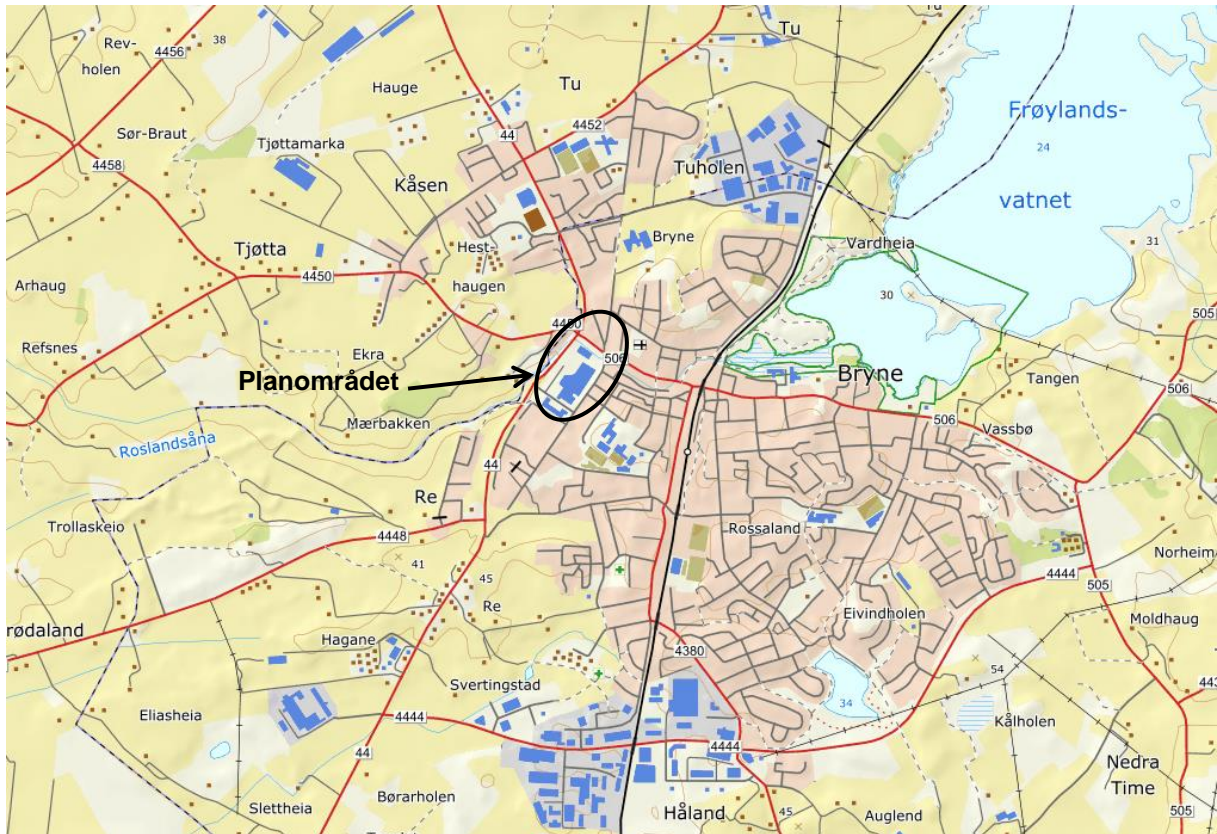 4456
38
Rev-
holen
Tu
Tu
Hauge
Tu
Frøylands-
24
vatnet
Sør-Braut
Tjøttamarka
44
4452
4458
Kåsen
Tuholen
Bryne
Vardheia
31
Tjøtta
Hest-
haugen
4450
Arhaug
30
505
Refsnes
4450
506
Ekra
Planområdet
Bryne
Tangen
506
Mærbakken
506
Vassbø
Roslandsåna
44
Re
Trollaskeio
Rossaland
4448
41
45
Re
Norheim
4444
505
Eivindholen
Moldhaug
rødaland
Hagane
4380
54
Svertingstad
443
34
Eliasheia
4444
Kålholen
44
4444
Nedra
Time
Slettheia
Børarholen
Håland
45
Auglend
505